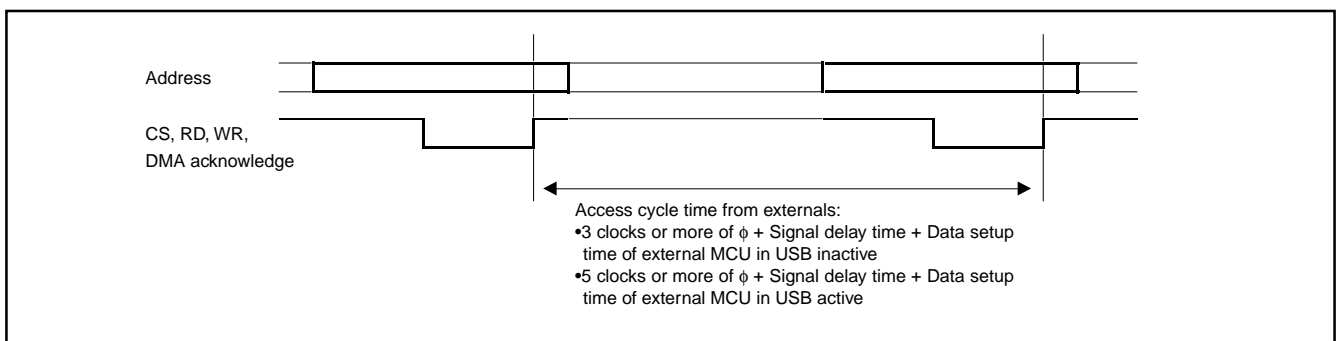 Address
CS, RD, WR,
DMA acknowledge
Access cycle time from externals:
•3 clocks or more of ϕ + Signal delay time + Data setup
time of external MCU in USB inactive
•5 clocks or more of ϕ + Signal delay time + Data setup
time of external MCU in USB active